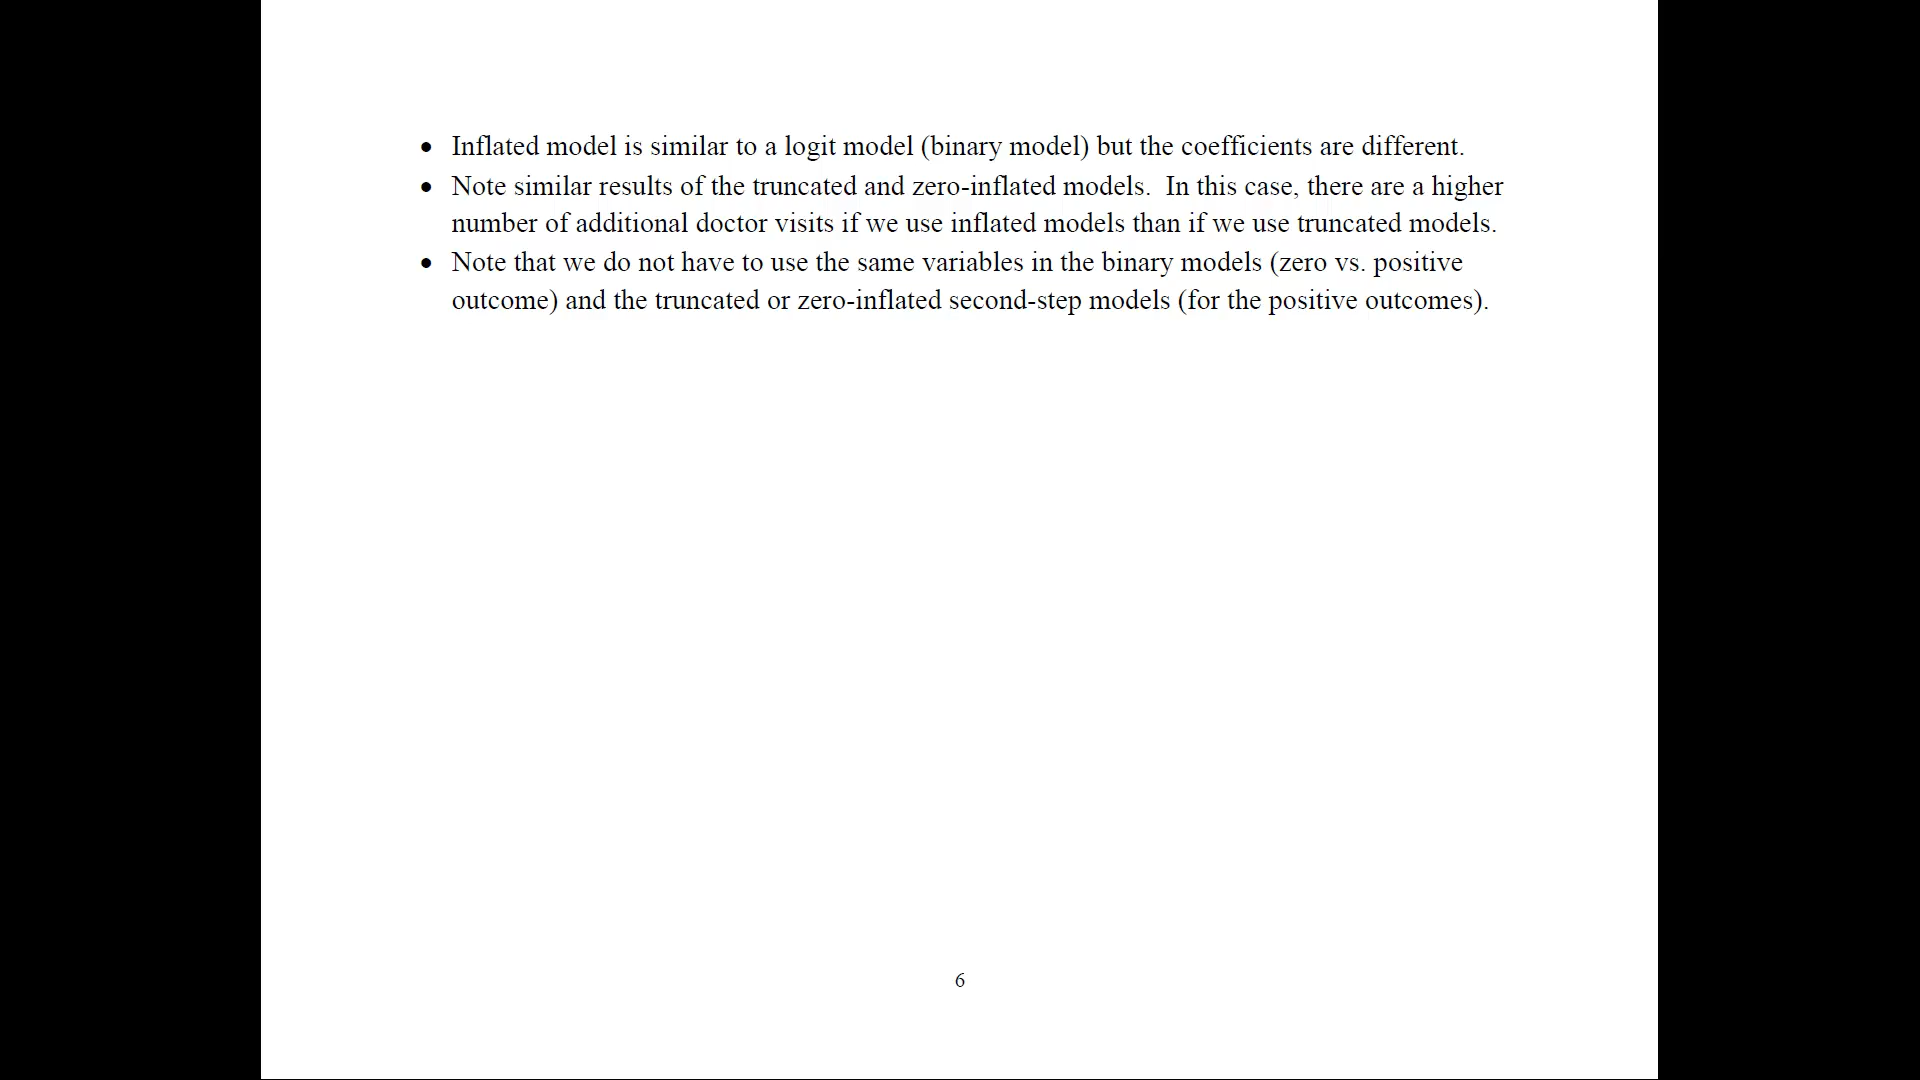 • Inflated model is similar to a logit model (binary model) but the coefficients are different.
• Note similar results of the truncated and zero-inflated models.  In this case, there are a higher
number of additional doctor visits if we use inflated models than if we use truncated models.
• Note that we do not have to use the same variables in the binary models (zero vs. positive
outcome) and the truncated or zero-inflated second-step models (for the positive outcomes).
6